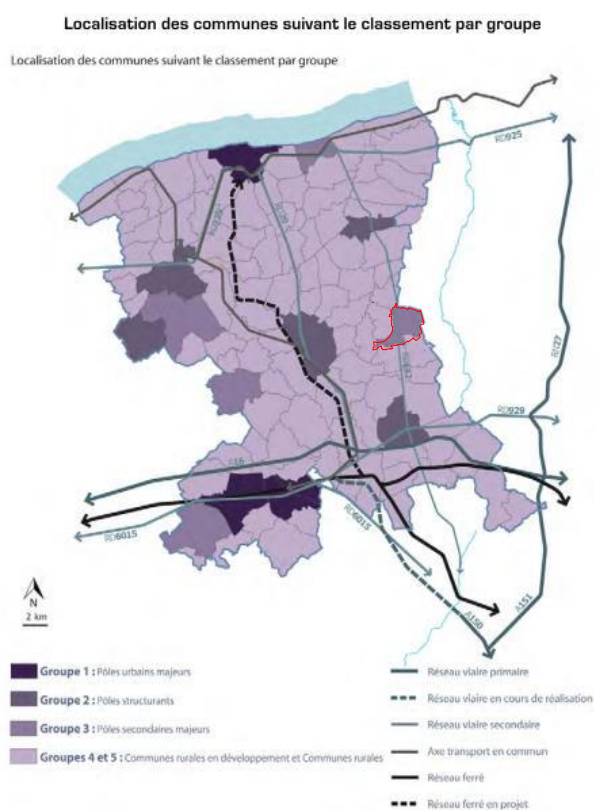 Localisation des communes suivant le classement par groupe
Localisation des communes suivant le classement par groupe
RD925
RD20
RD27
RD929
RD6015
RD6015
A150
A151
N
2 km
Groupe 1 : Pôles urbains majeurs
Groupe 2 : Pôles structurants
Groupe 3 : Pôles secondaires majeurs
Groupes 4 et 5 : Communes rurales en développement et Communes rurales
Réseau viaire primaire
Réseau viaire en cours de réalisation
Réseau viaire secondaire
Axe transport en commun
Réseau ferré
Réseau ferré en projet